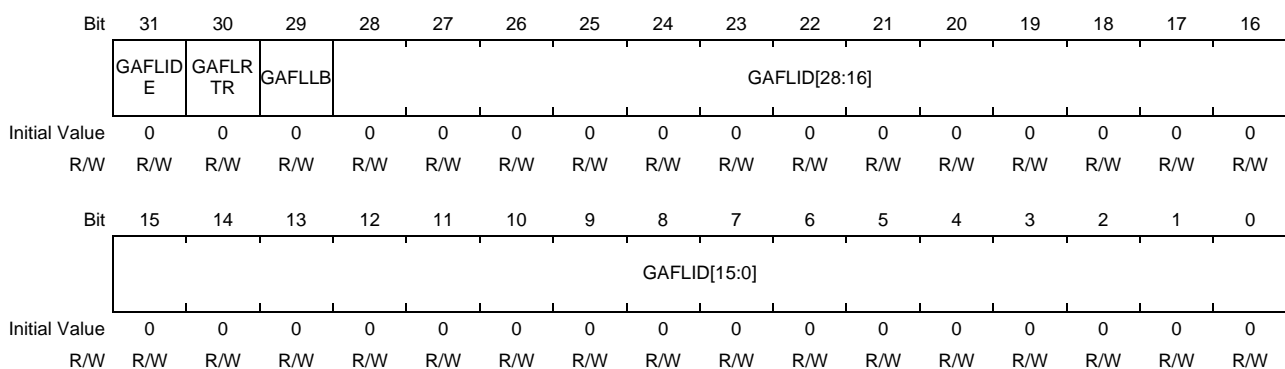 Bit 31 30 29 28 27 26 25 24 23 22 21 20 19 18 17 16
GAFLID GAFLR GAFLLB GAFLID[28:16]
E TR
Initial Value 0 0 0 0 0 0 0 0 0 0 0 0 0 0 0 0
R/W R/W R/W R/W R/W R/W R/W R/W R/W R/W R/W R/W R/W R/W R/W R/W R/W
Bit 15 14 13 12 11 10 9 8 7 6 5 4 3 2 1 0
GAFLID[15:0]
Initial Value 0 0 0 0 0 0 0 0 0 0 0 0 0 0 0 0
R/W R/W R/W R/W R/W R/W R/W R/W R/W R/W R/W R/W R/W R/W R/W R/W R/W